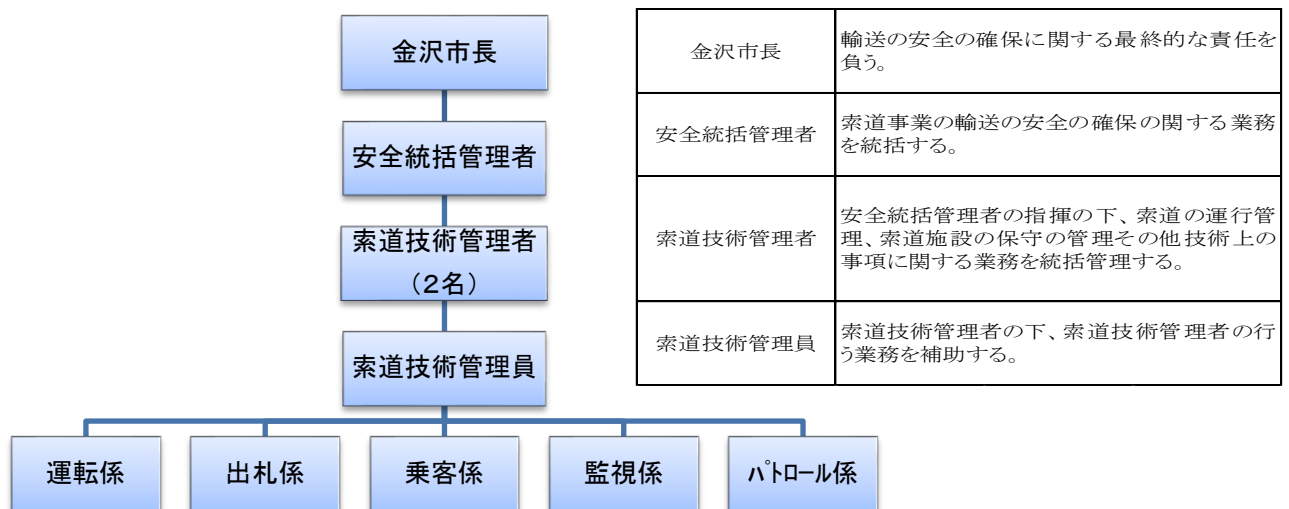 金沢市長
安全統括管理者
索道技術管理者
（2名）
索道技術管理員
運転係
出札係
乗客係
監視係
ﾊﾟﾄﾛｰﾙ係
金沢市長
輸送の安全の確保に関する最終的な責任を
負う。
安全統括管理者
索道事業の輸送の安全の確保の関する業務
を統括する。
索道技術管理者
安全統括管理者の指揮の下、索道の運行管
理、索道施設の保守の管理その他技術上の
事項に関する業務を統括管理する。
索道技術管理員
索道技術管理者の下、索道技術管理者の行
う業務を補助する。